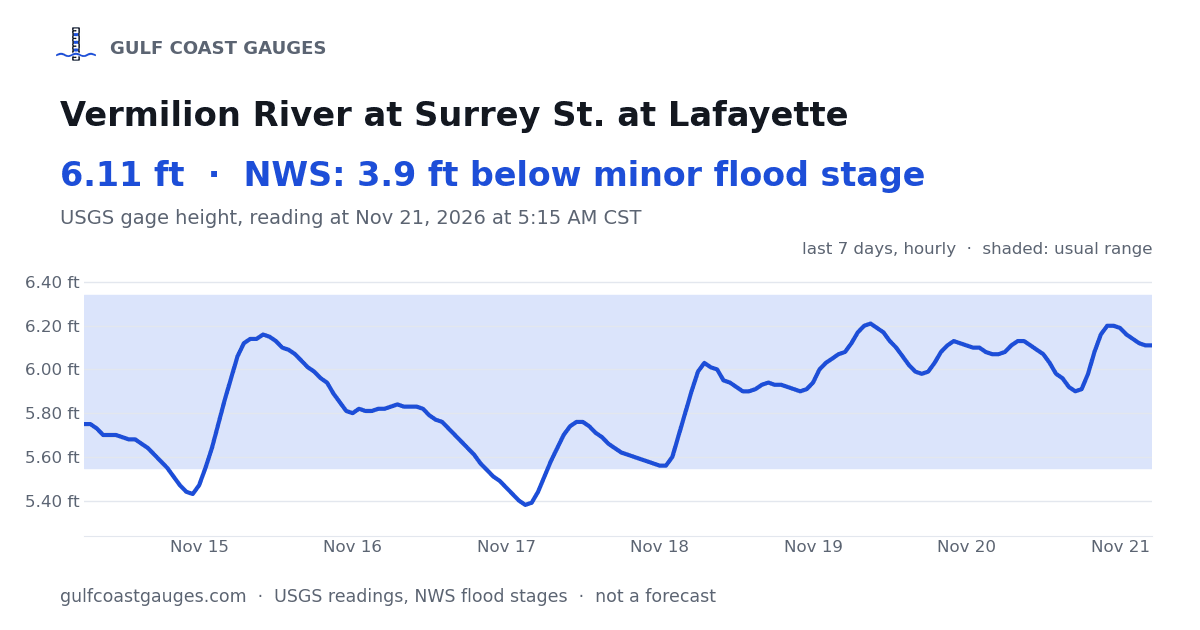 GULF COAST GAUGES
Vermilion River at Surrey St. at Lafayette
6.11 ft · NWS: 3.9 ft below minor flood stage
USGS gage height, reading at Nov 21, 2026 at 5:15 AM CST
last 7 days, hourly · shaded: usual range
6.40 ft
6.20 ft
6.00 ft
5.80 ft
5.60 ft
5.40 ft
Nov 15 Nov 16 Nov 17 Nov 18 Nov 19 Nov 20 Nov 21
gulfcoastgauges.com · USGS readings, NWS flood stages · not a forecast